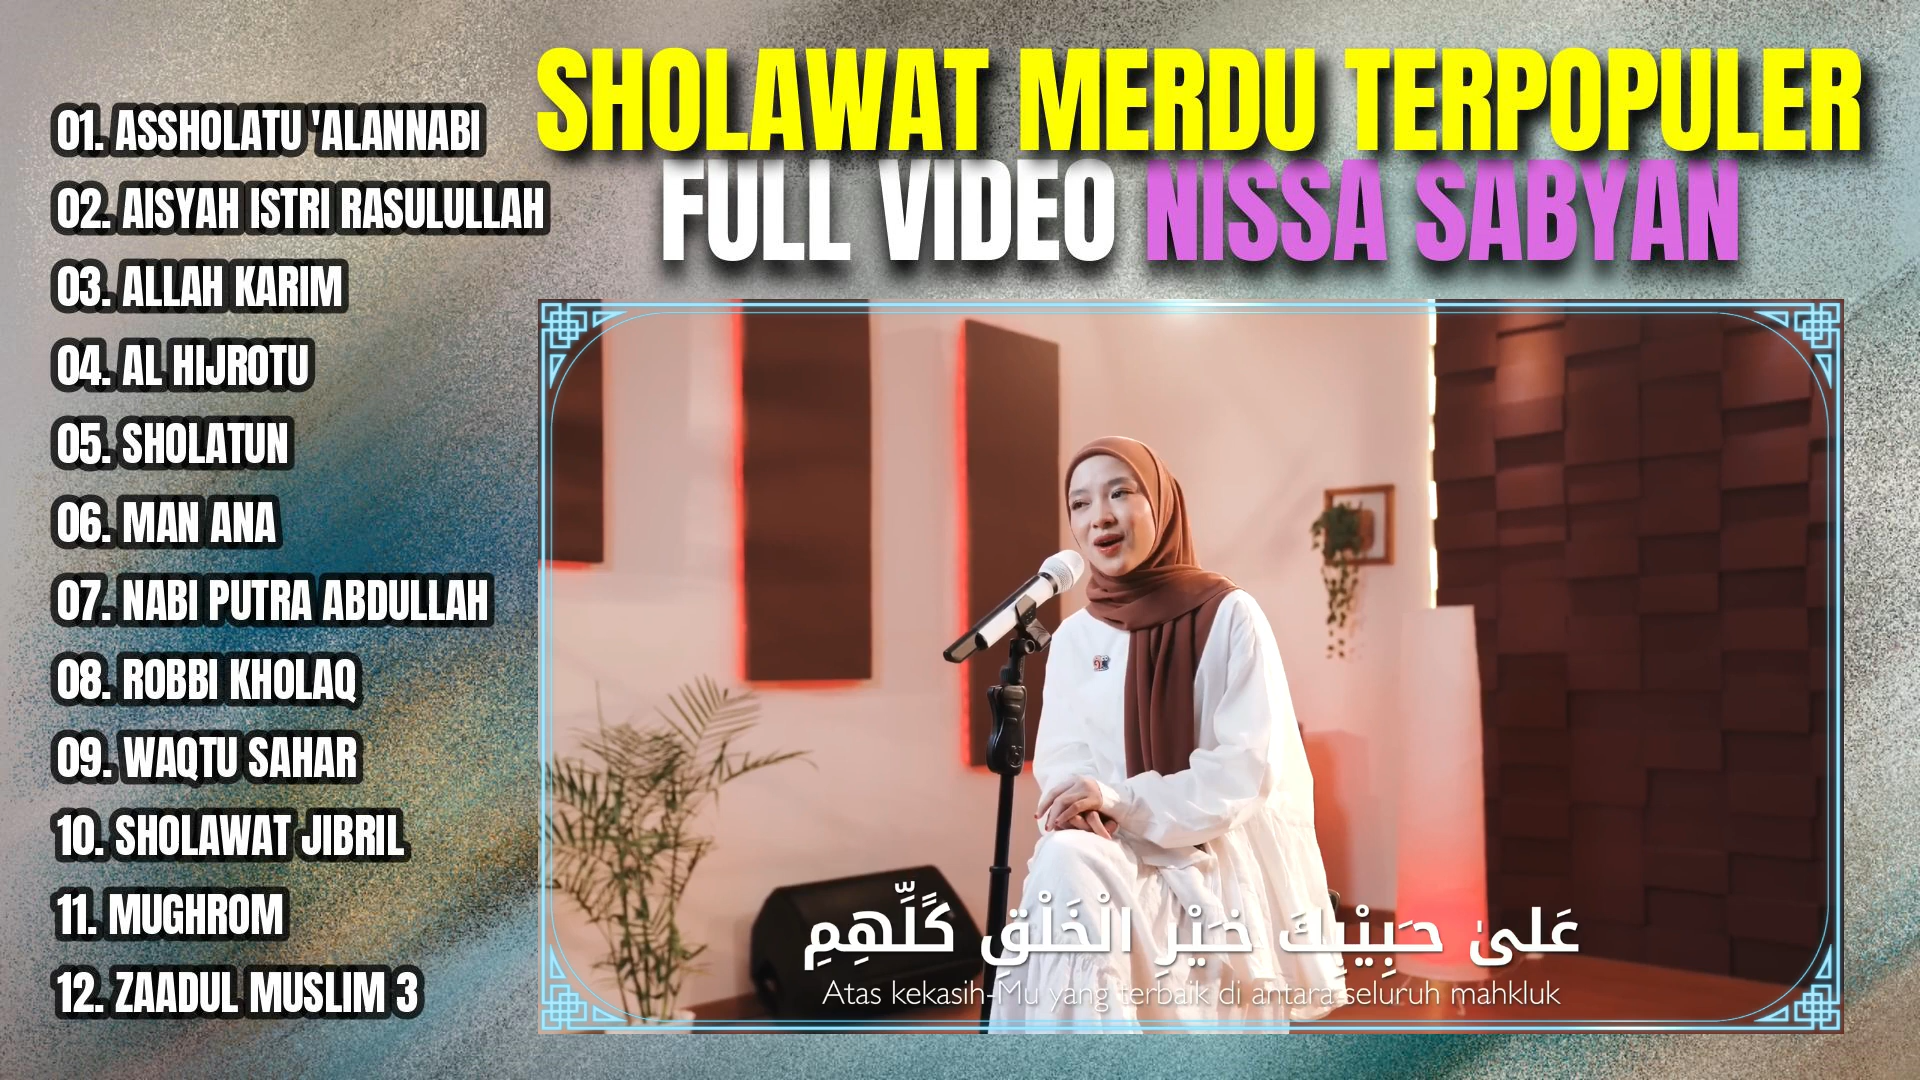 SHOLAWAT MERDU TERPOPULER
FULL VIDEO NISSA SABYAN
01. ASSHOLATU 'ALANNABI
02. AISYAH ISTRI RASULULLAH
03. ALLAH KARIM
04. AL HIJROTU
05. SHOLATUN
06. MAN ANA
07. NABI PUTRA ABDULLAH
08. ROBBI KHOLAQ
09. WAQTU SAHAR
10. SHOLAWAT JIBRIL
11. MUGHROM
12. ZAADUL MUSLIM 3
عَلىٰ حَبِيْبِكَ خَيْرِ الْخَلْقِ كًلِّهِمِ
Atas kekasih-Mu yang terbaik di antara seluruh mahkluk